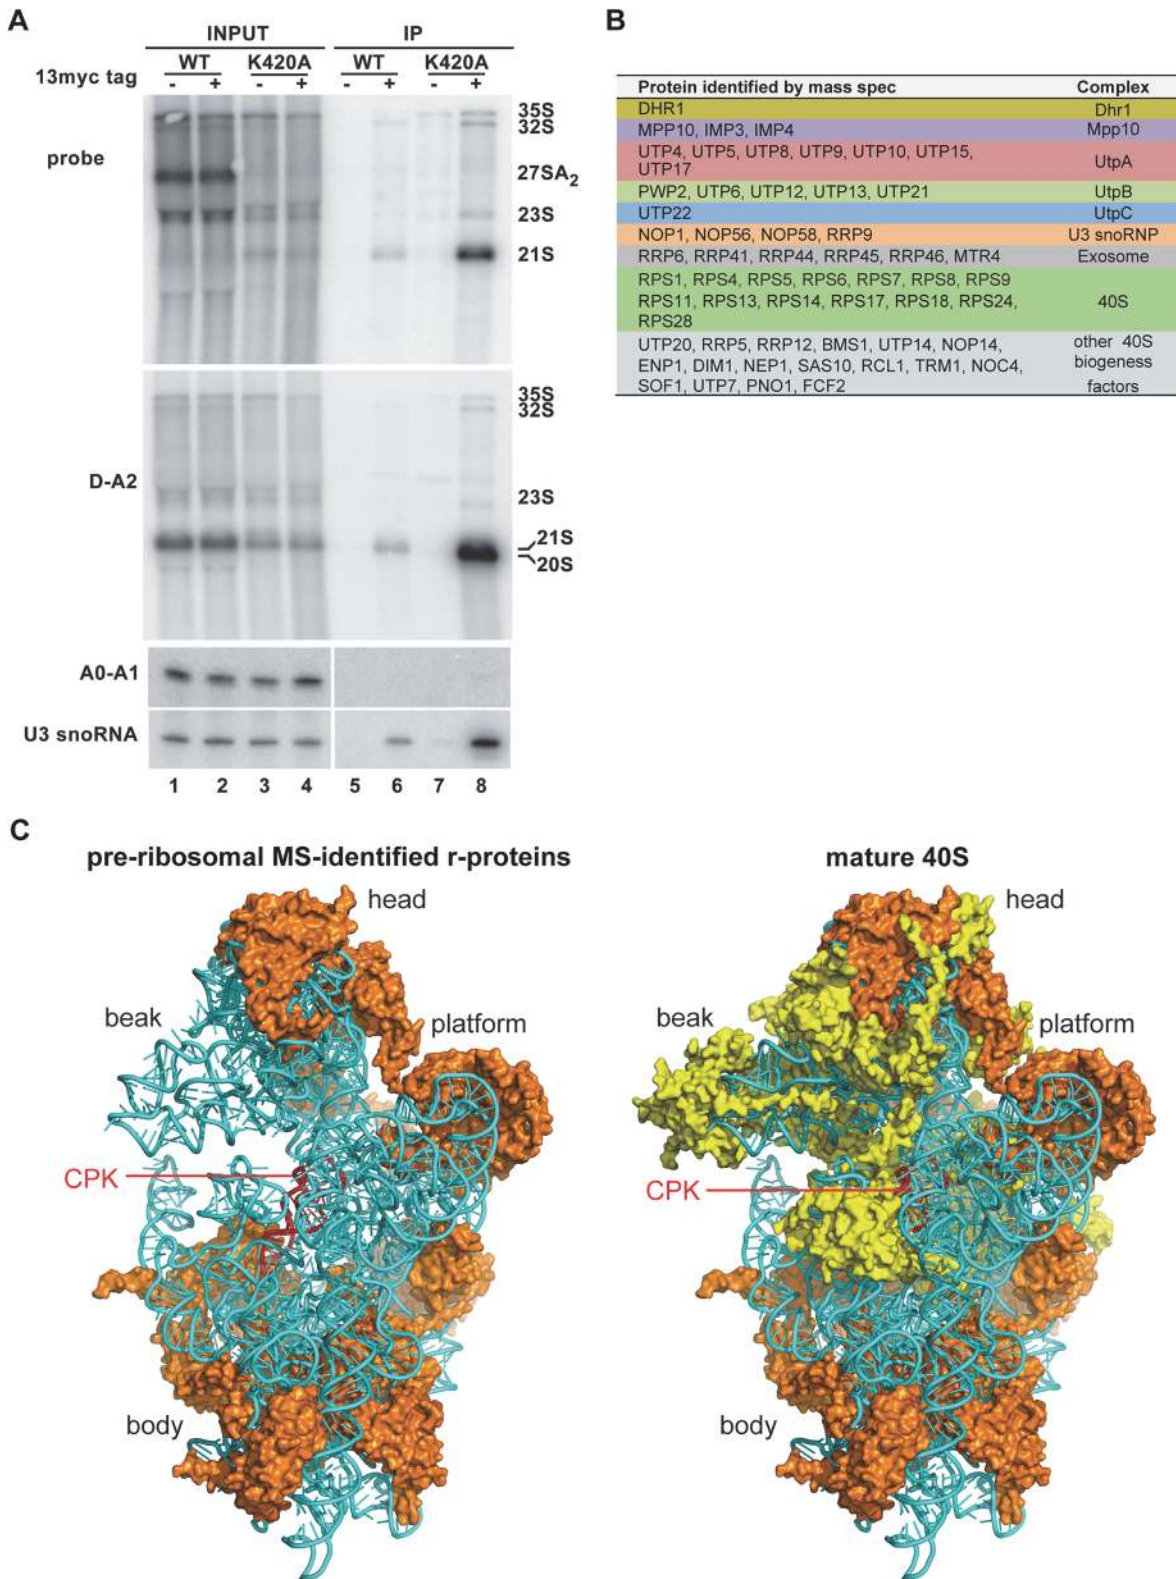 A
INPUT IP
WT K420A WT K420A
13myc tag - + - + - + - +
probe
35S
32S
27SA2
23S
21S
D-A2
35S
32S
23S
21S
20S
A0-A1
U3 snoRNA
1 2 3 4 5 6 7 8
B
Protein identified by mass spec Complex
DHR1 Dhr1
MPP10, IMP3, IMP4 Mpp10
UTP4, UTP5, UTP8, UTP9, UTP10, UTP15,
UTP17 UtpA
PWP2, UTP6, UTP12, UTP13, UTP21 UtpB
UTP22 UtpC
NOP1, NOP56, NOP58, RRP9 U3 snoRNP
RRP6, RRP41, RRP44, RRP45, RRP46, MTR4 Exosome
RPS1, RPS4, RPS5, RPS6, RPS7, RPS8, RPS9
RPS11, RPS13, RPS14, RPS17, RPS18, RPS24, 40S
RPS28
UTP20, RRP5, RRP12, BMS1, UTP14, NOP14, other 40S
ENP1, DIM1, NEP1, SAS10, RCL1, TRM1, NOC4, biogeness
SOF1, UTP7, PNO1, FCF2 factors
C
pre-ribosomal MS-identified r-proteins mature 40S
head head
beak platform beak platform
CPK CPK
body body